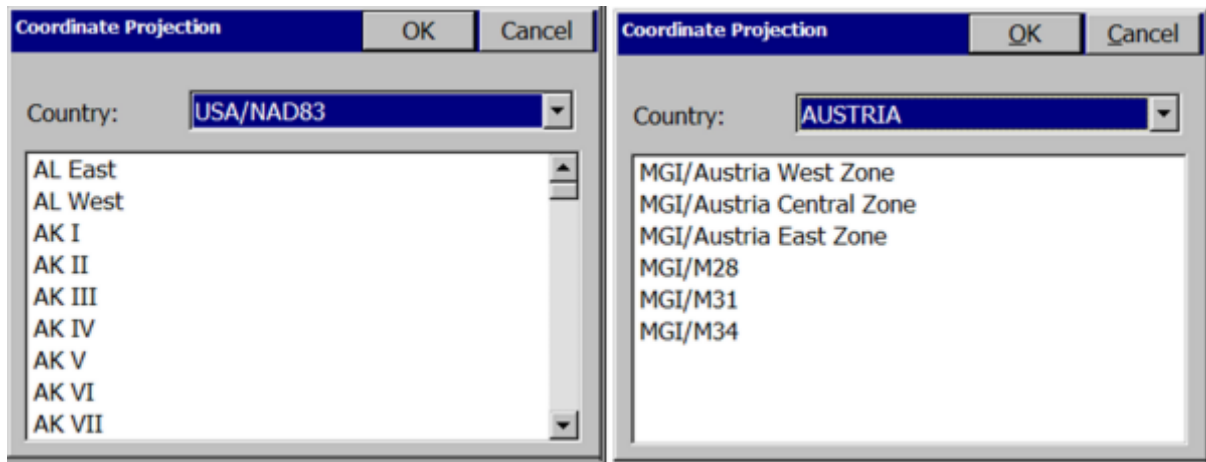 Coordinate Projection OK Cancel
Country: USA/NAD83
AL East
AL West
AK I
AK II
AK III
AK IV
AK V
AK VI
AK VII
Coordinate Projection OK Cancel
Country: AUSTRIA
MGI/Austria West Zone
MGI/Austria Central Zone
MGI/Austria East Zone
MGI/M28
MGI/M31
MGI/M34